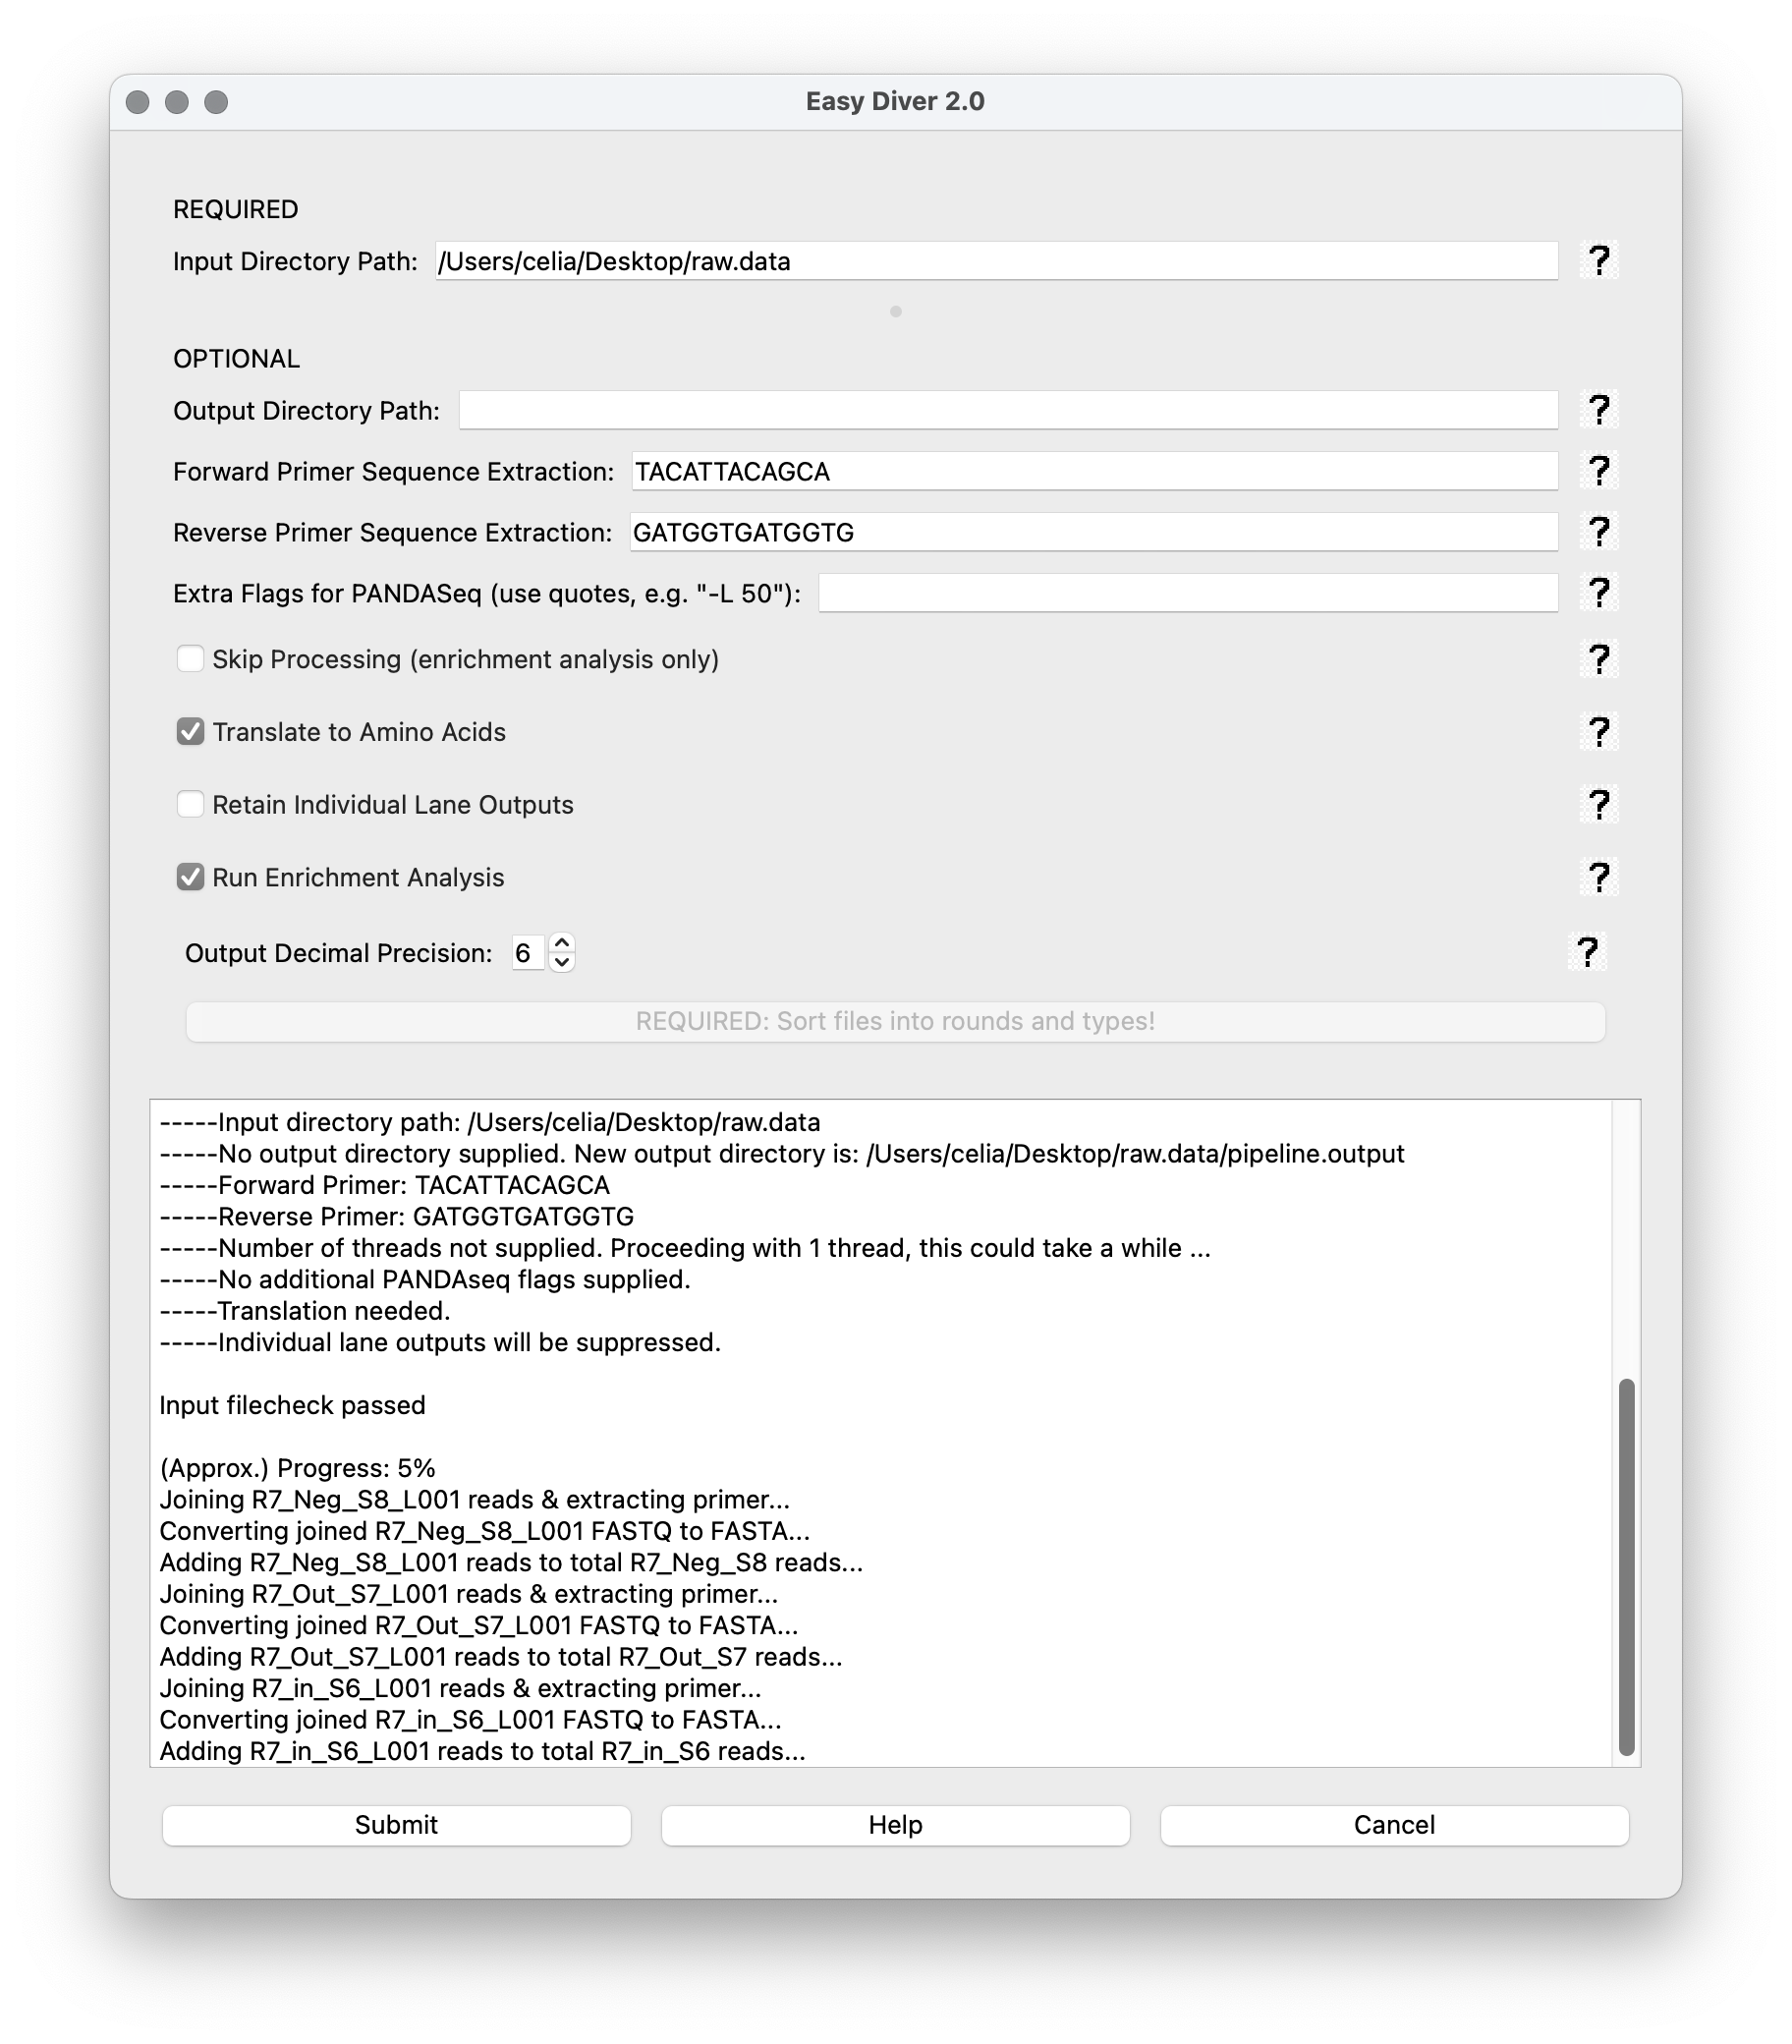 Easy Diver 2.0
REQUIRED
Input Directory Path: /Users/celia/Desktop/raw.data ?
OPTIONAL
Output Directory Path: ?
Forward Primer Sequence Extraction: TACATTACAGCA ?
Reverse Primer Sequence Extraction: GATGGTGATGGTG ?
Extra Flags for PANDASeq (use quotes, e.g. "-L 50"): ?
Skip Processing (enrichment analysis only) ?
Translate to Amino Acids ?
Retain Individual Lane Outputs ?
Run Enrichment Analysis ?
Output Decimal Precision: 6 ?
REQUIRED: Sort files into rounds and types!
-----Input directory path: /Users/celia/Desktop/raw.data
-----No output directory supplied. New output directory is: /Users/celia/Desktop/raw.data/pipeline.output
-----Forward Primer: TACATTACAGCA
-----Reverse Primer: GATGGTGATGGTG
-----Number of threads not supplied. Proceeding with 1 thread, this could take a while ...
-----No additional PANDAseq flags supplied.
-----Translation needed.
-----Individual lane outputs will be suppressed.
Input filecheck passed
(Approx.) Progress: 5%
Joining R7_Neg_S8_L001 reads & extracting primer...
Converting joined R7_Neg_S8_L001 FASTQ to FASTA...
Adding R7_Neg_S8_L001 reads to total R7_Neg_S8 reads...
Joining R7_Out_S7_L001 reads & extracting primer...
Converting joined R7_Out_S7_L001 FASTQ to FASTA...
Adding R7_Out_S7_L001 reads to total R7_Out_S7 reads...
Joining R7_in_S6_L001 reads & extracting primer...
Converting joined R7_in_S6_L001 FASTQ to FASTA...
Adding R7_in_S6_L001 reads to total R7_in_S6 reads...
Submit Help Cancel